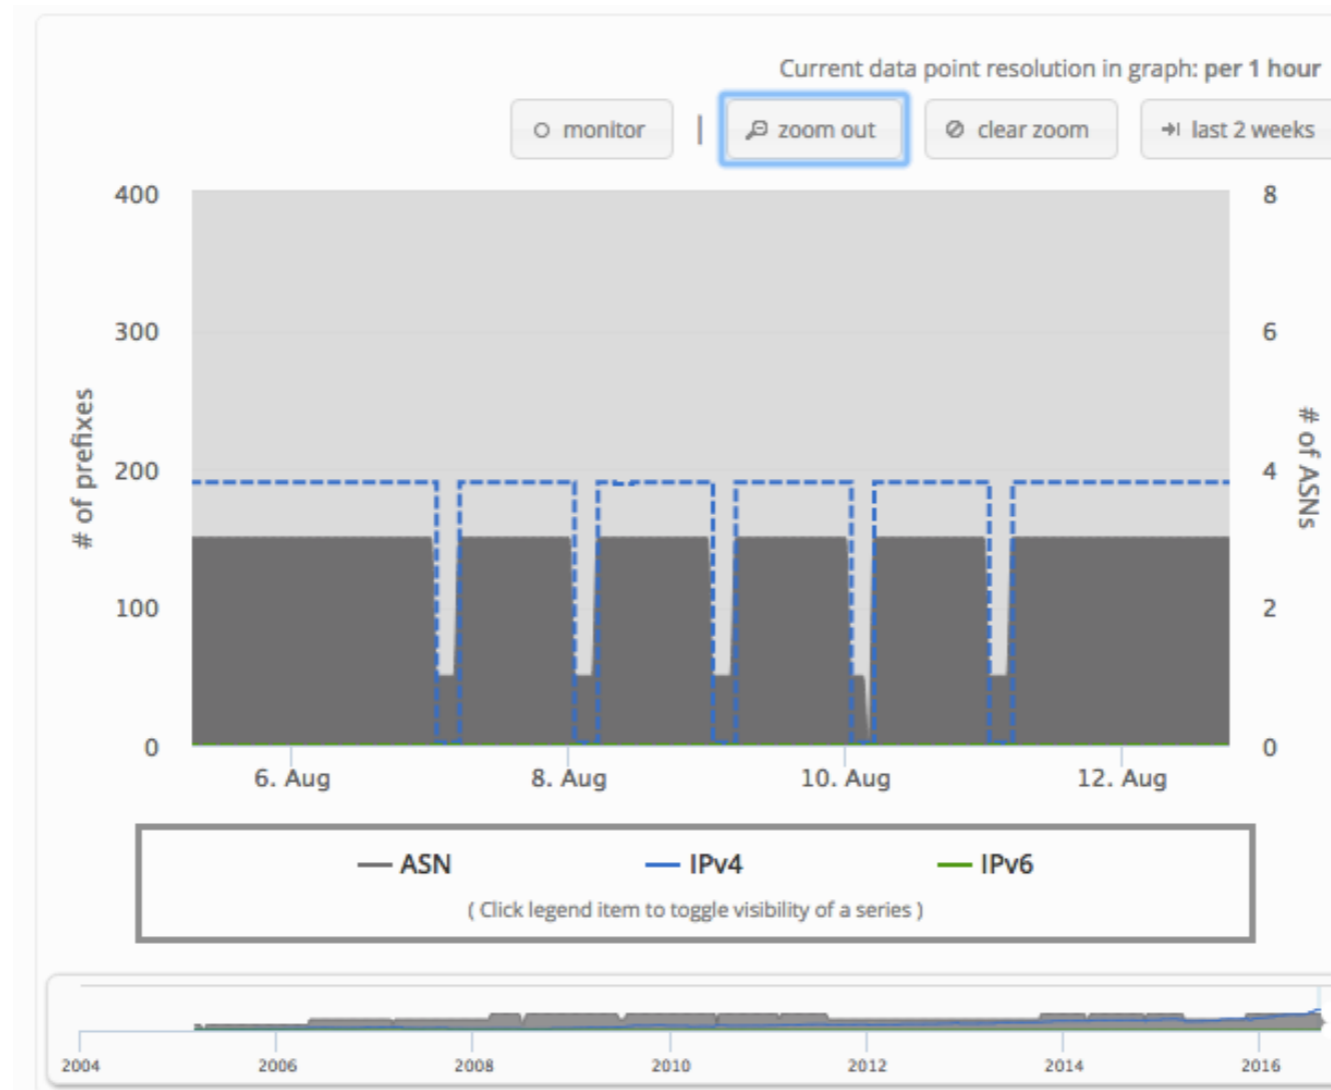 Current data point resolution in graph: per 1 hour
monitor | zoom out clear zoom last 2 weeks
400 8
300 6
# of prefixes # of ASNs
200 4
100 2
0 0
6. Aug 8. Aug 10. Aug 12. Aug
ASN IPv4 IPv6
( Click legend item to toggle visibility of a series )
2004 2006 2008 2010 2012 2014 2016